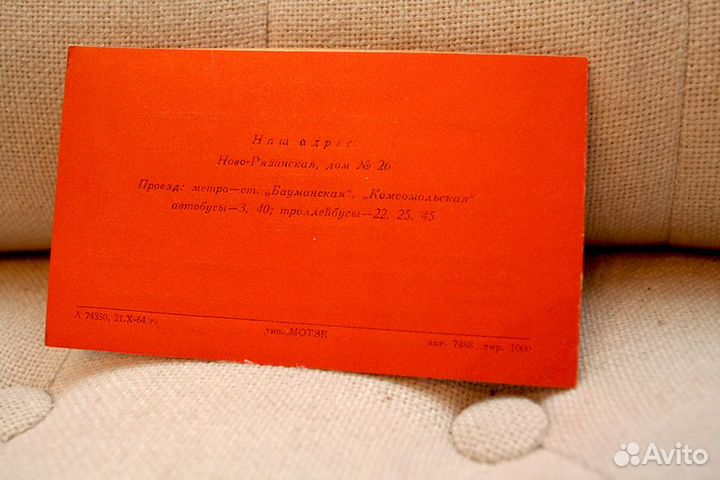 Наш адрес
Ново-Рязанская, дом № 26
Проезд: метро—ст. „Бауманская“, „Комсомольская“
автобусы—3, 40; троллейбусы—22, 25, 45
А 74350, 21.X-64 г.
тип. МОТЗК
зак. 7488 тир. 1000
Avito